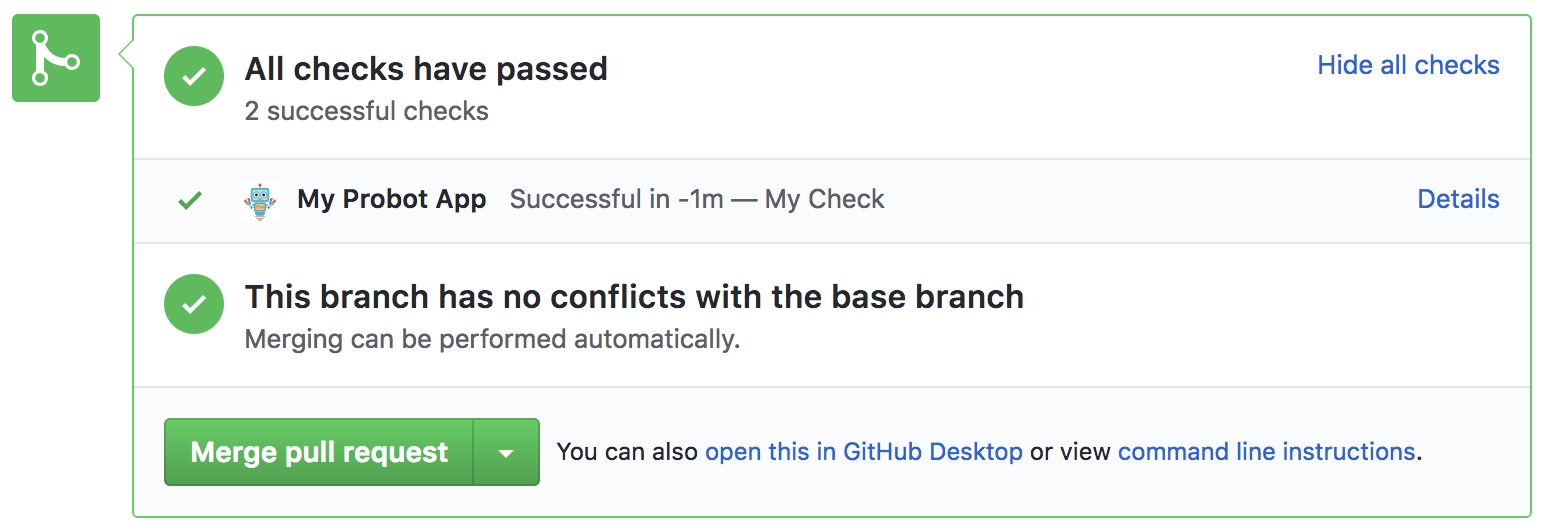 All checks have passed
Hide all checks
2 successful checks
My Probot App Successful in -1m — My Check
Details
This branch has no conflicts with the base branch
Merging can be performed automatically.
Merge pull request
You can also open this in GitHub Desktop or view command line instructions.